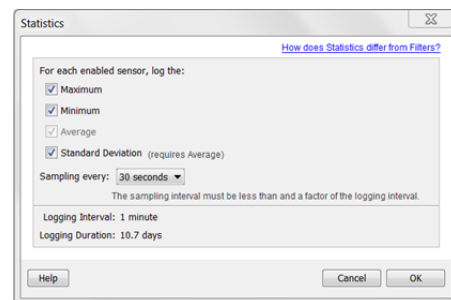 Statistics
How does Statistics differ from Filters?
For each enabled sensor, log the:
Maximum
Minimum
Average
Standard Deviation (requires Average)
Sampling every: 30 seconds
The sampling interval must be less than and a factor of the logging interval.
Logging Interval: 1 minute
Logging Duration: 10.7 days
Help Cancel OK